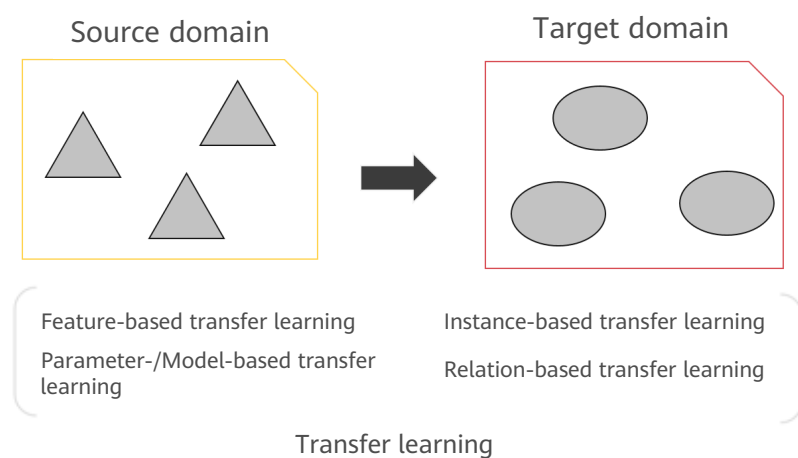 Source domain
Target domain
Feature-based transfer learning
Parameter-/Model-based transfer
learning
Instance-based transfer learning
Relation-based transfer learning
Transfer learning